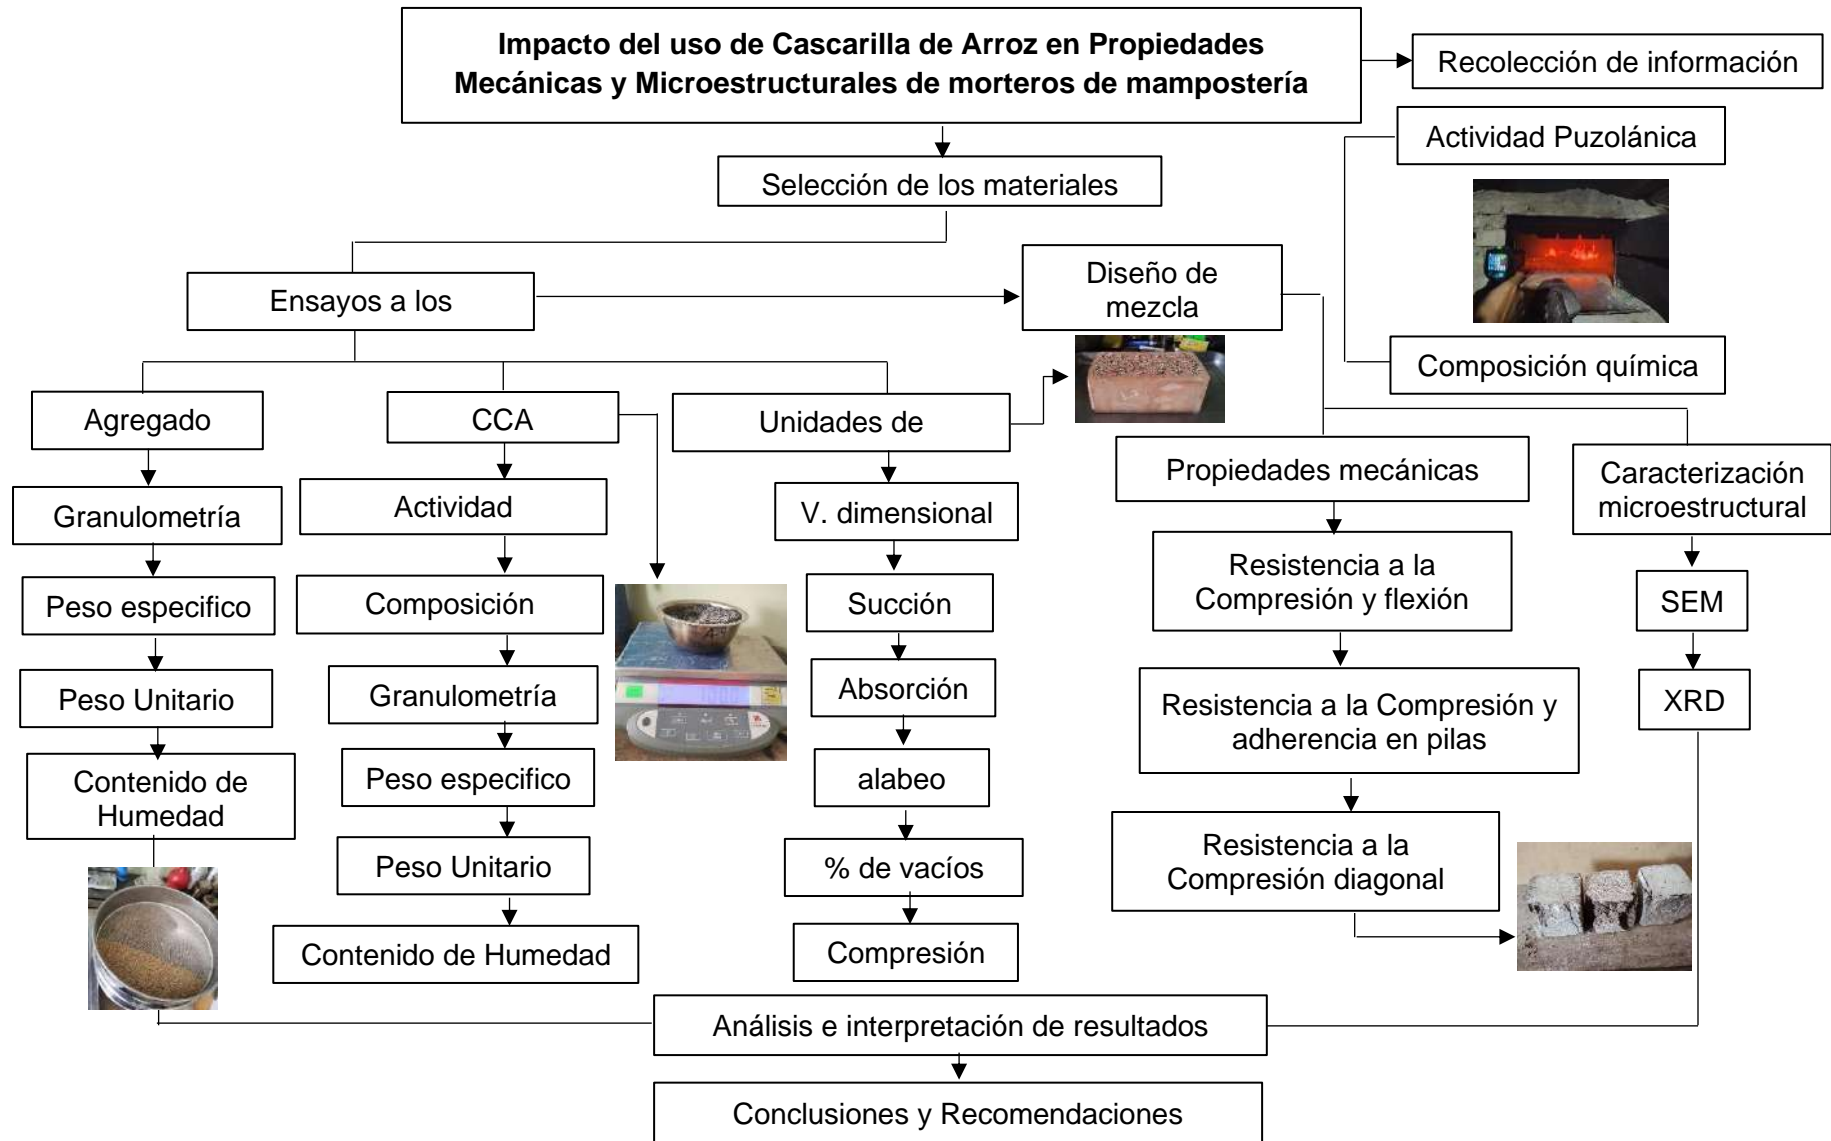 Impacto del uso de Cascarilla de Arroz en Propiedades
Mecánicas y Microestructurales de morteros de mampostería
Recolección de información
Actividad Puzolánica
Selección de los materiales
Ensayos a los
Diseño de
mezcla
Composición química
Agregado
CCA
Unidades de
Propiedades mecánicas
Caracterización
microestructural
Granulometría
Actividad
V. dimensional
Resistencia a la
Compresión y flexión
SEM
Peso especifico
Composición
Succión
Peso Unitario
Granulometría
Absorción
Resistencia a la Compresión y
adherencia en pilas
XRD
Contenido de
Humedad
Peso especifico
alabeo
Resistencia a la
Compresión diagonal
Peso Unitario
% de vacíos
Contenido de Humedad
Compresión
Análisis e interpretación de resultados
Conclusiones y Recomendaciones